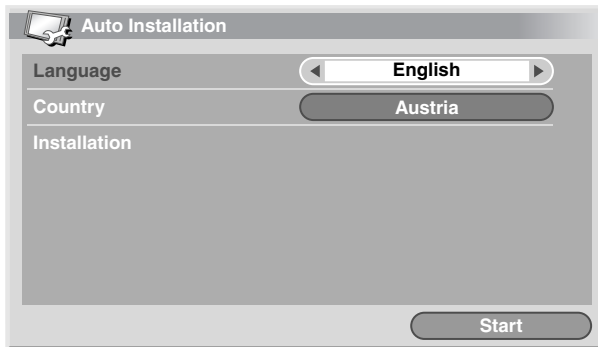 Auto Installation
Language English
Country Austria
Installation
Start